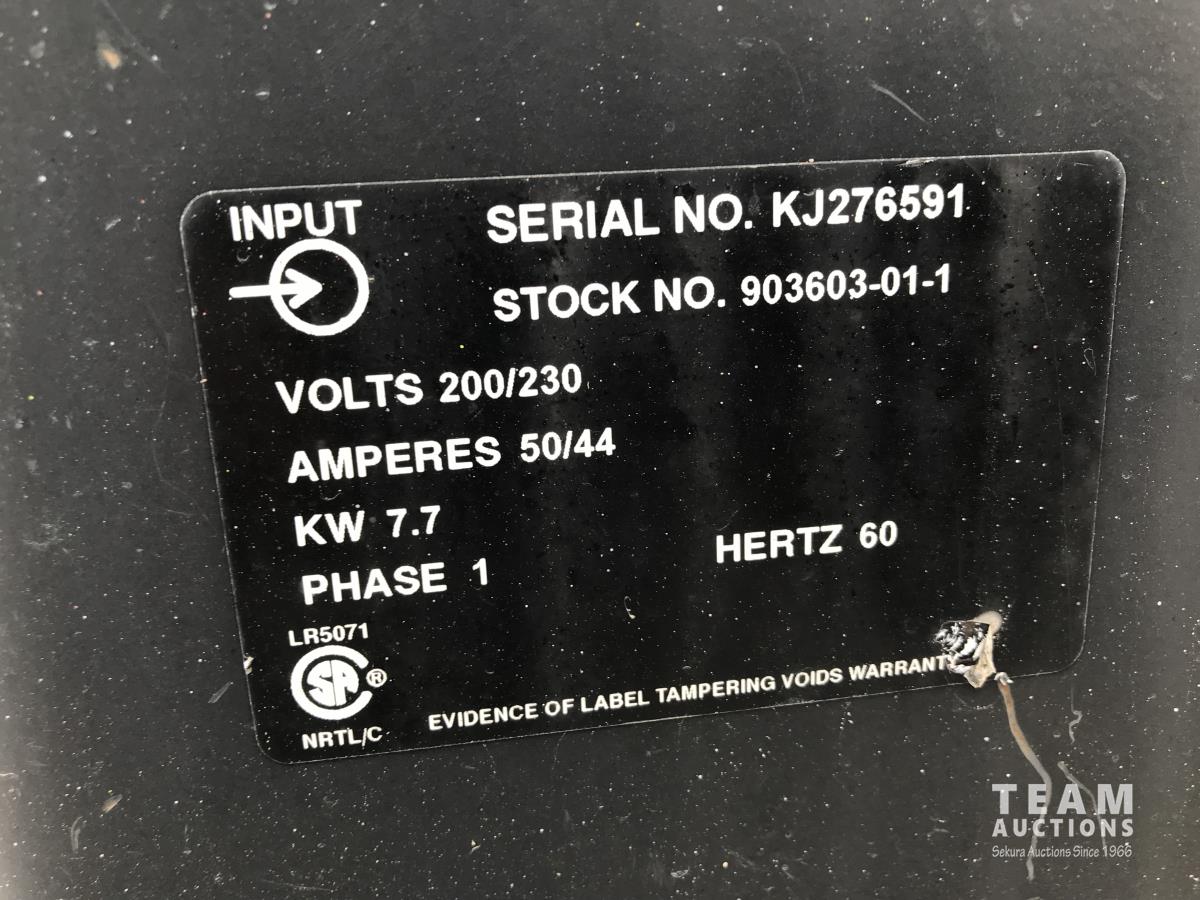 INPUT
SERIAL NO. KJ276591
STOCK NO. 903603-01-1
VOLTS 200/230
AMPERES 50/44
KW 7.7
HERTZ 60
PHASE 1
LR5071
SA ®
NRTL/C
EVIDENCE OF LABEL TAMPERING VOIDS WARRANTY
TEAM
AUCTIONS
Sekura Auctions Since 1966